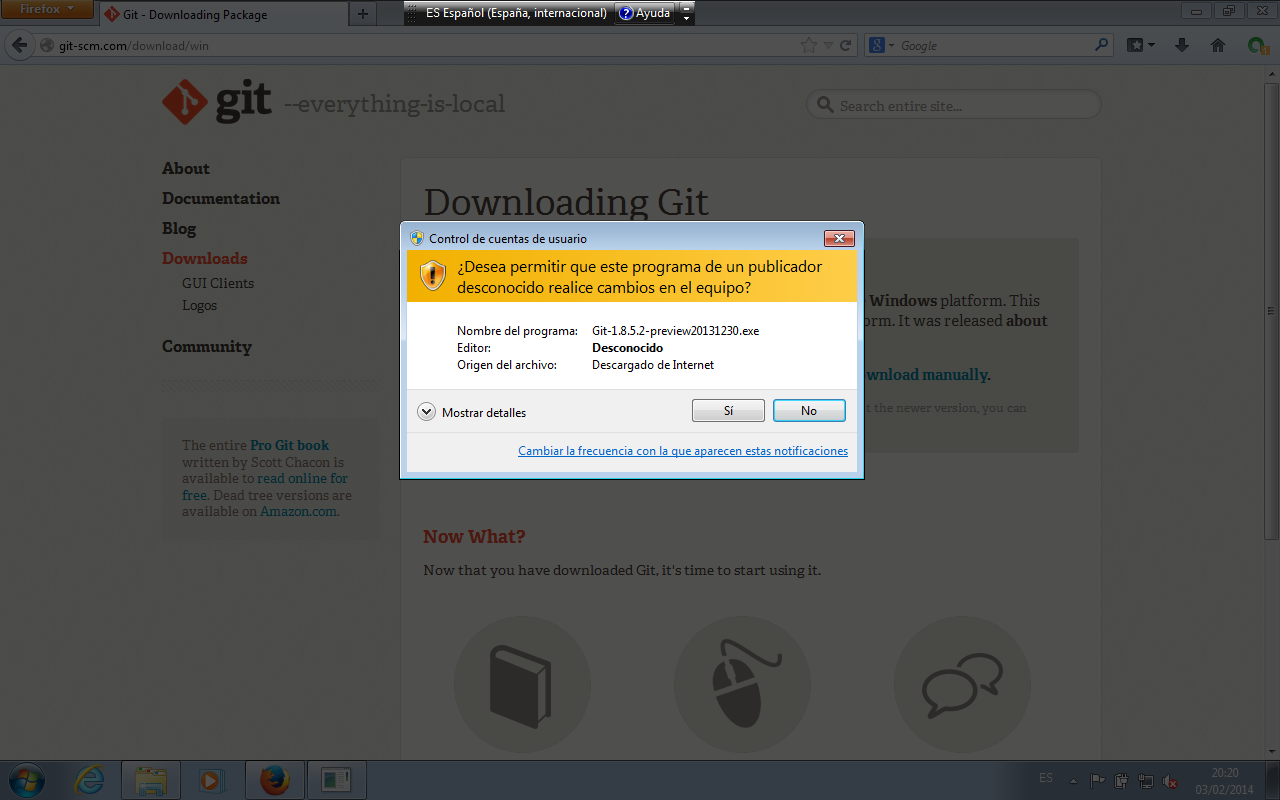 Firefox
Git - Downloading Package
ES Español (España, internacional)
Ayuda
git-scm.com/download/win
Google
git --everything-is-local
Search entire site...
About
Documentation
Blog
Downloads
GUI Clients
Logos
Community
The entire Pro Git book
written by Scott Chacon is
available to read online for
free. Dead tree versions are
available on Amazon.com.
Downloading Git
Windows platform. This
It was released about
download manually.
the newer version, you can
Control de cuentas de usuario
¿Desea permitir que este programa de un publicador
desconocido realice cambios en el equipo?
Nombre del programa: Git-1.8.5.2-preview20131230.exe
Editor: Desconocido
Origen del archivo: Descargado de Internet
Mostrar detalles
Sí
No
Cambiar la frecuencia con la que aparecen estas notificaciones
Now What?
Now that you have downloaded Git, it's time to start using it.
ES
20:20
03/02/2014